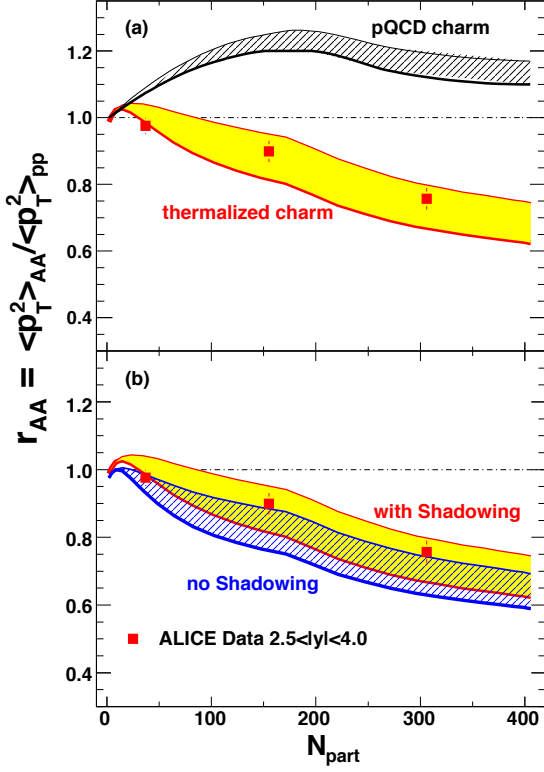 (a)
pQCD charm
1.2
1.0
0.8
thermalized charm
0.6
0.4
r_AA = <p_T^2>_AA/<p_T^2>_pp
(b)
1.2
1.0
with Shadowing
0.8
no Shadowing
0.6
ALICE Data 2.5<|y|<4.0
0.4
0 100 200 300 400
N_part